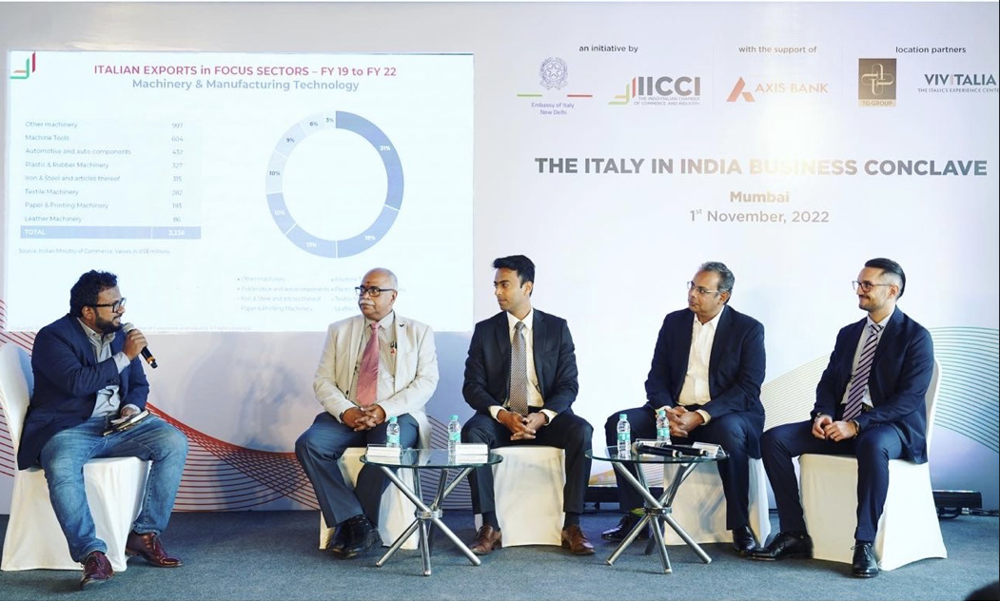 ITALIAN EXPORTS in FOCUS SECTORS – FY 19 to FY 22
Machinery & Manufacturing Technology
Other machinery 997
Machine Tools 604
Automotive and auto components 432
Plastic & Rubber Machinery 327
Iron & Steel and articles thereof 315
Textile Machinery 282
Paper & Printing Machinery 193
Leather Machinery 86
TOTAL 3,236
Source: Indian Ministry of Commerce, Values in US$ millions
3%
6%
9%
10%
10%
13%
19%
31%
Other machinery
Automotive and auto components
Iron & Steel and articles thereof
Paper & Printing Machinery
an initiative by
with the support of
location partners
Embassy of Italy
New Delhi
IICCI
THE INDO-ITALIAN CHAMBER
OF COMMERCE AND INDUSTRY
AXIS BANK
TG GROUP
VIVITALIA
THE ITALICS EXPERIENCE
THE ITALY IN INDIA BUSINESS CONCLAVE
Mumbai
1st November, 2022